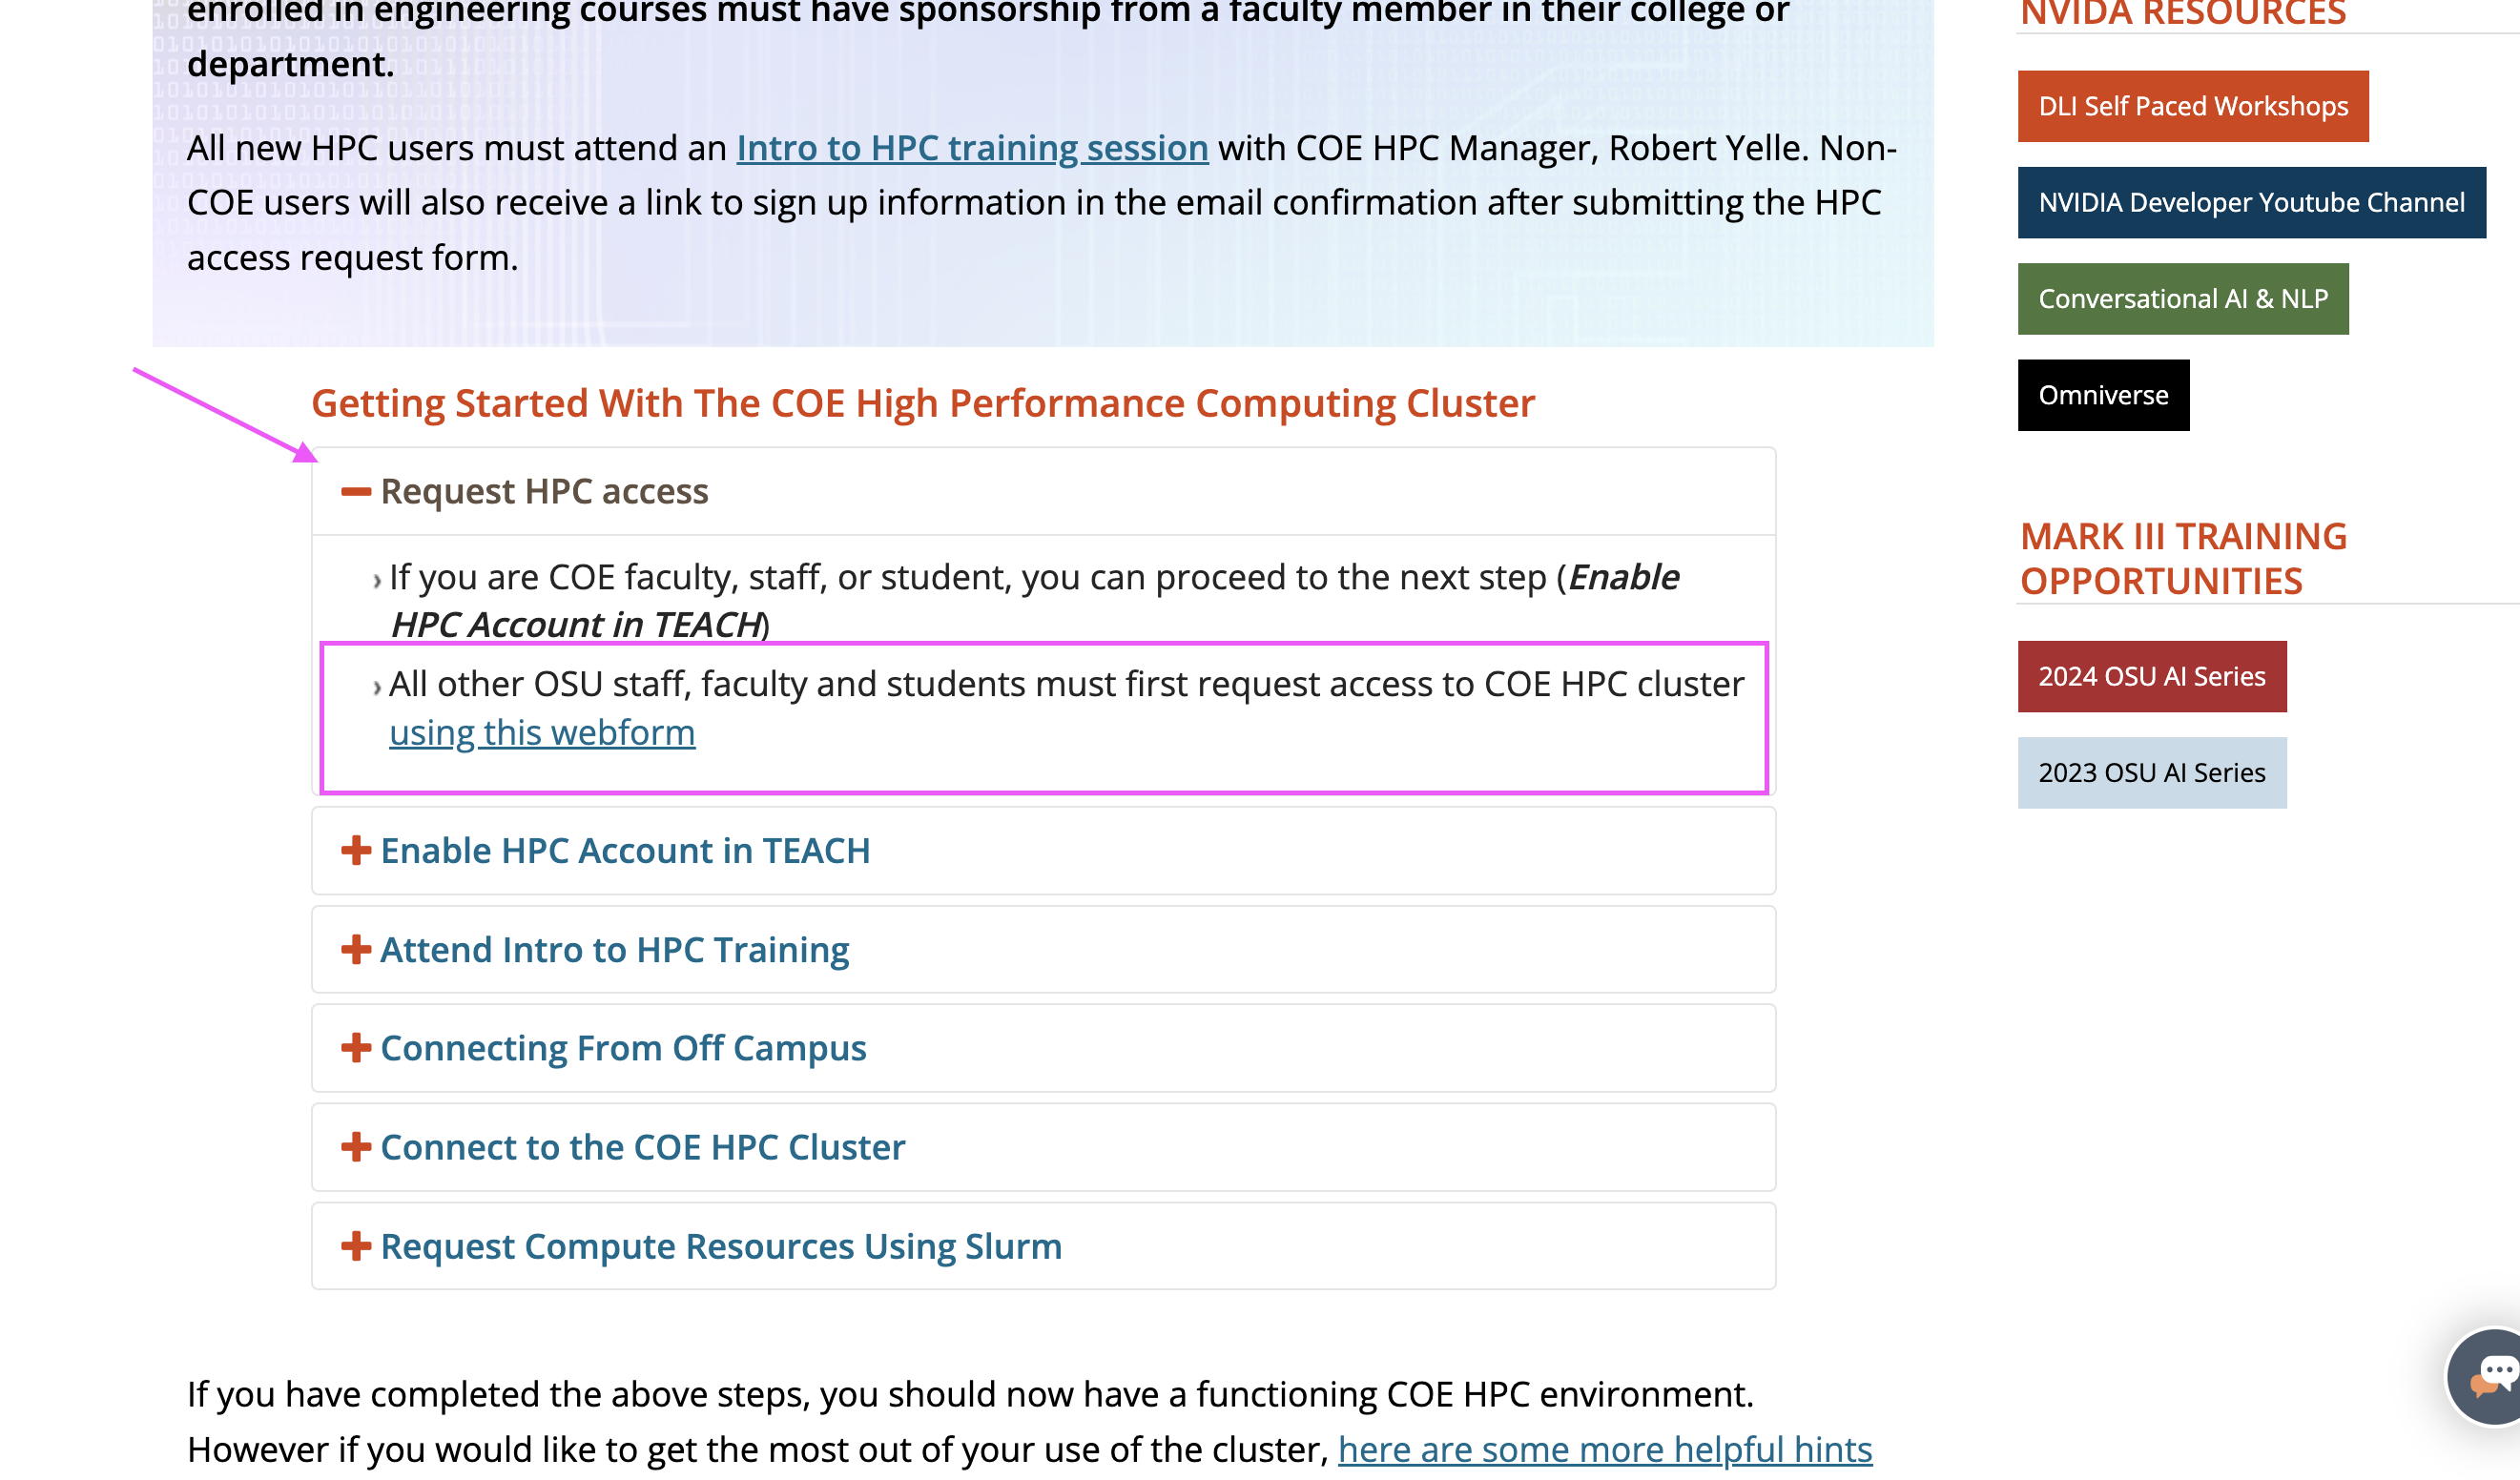 enrolled in engineering courses must have sponsorship from a faculty member in their college or
department.
All new HPC users must attend an Intro to HPC training session with COE HPC Manager, Robert Yelle. Non-
COE users will also receive a link to sign up information in the email confirmation after submitting the HPC
access request form.
Getting Started With The COE High Performance Computing Cluster
Request HPC access
If you are COE faculty, staff, or student, you can proceed to the next step (Enable
HPC Account in TEACH)
All other OSU staff, faculty and students must first request access to COE HPC cluster
using this webform
Enable HPC Account in TEACH
Attend Intro to HPC Training
Connecting From Off Campus
Connect to the COE HPC Cluster
Request Compute Resources Using Slurm
If you have completed the above steps, you should now have a functioning COE HPC environment.
However if you would like to get the most out of your use of the cluster, here are some more helpful hints
NVIDA RESOURCES
DLI Self Paced Workshops
NVIDIA Developer Youtube Channel
Conversational AI & NLP
Omniverse
MARK III TRAINING
OPPORTUNITIES
2024 OSU AI Series
2023 OSU AI Series